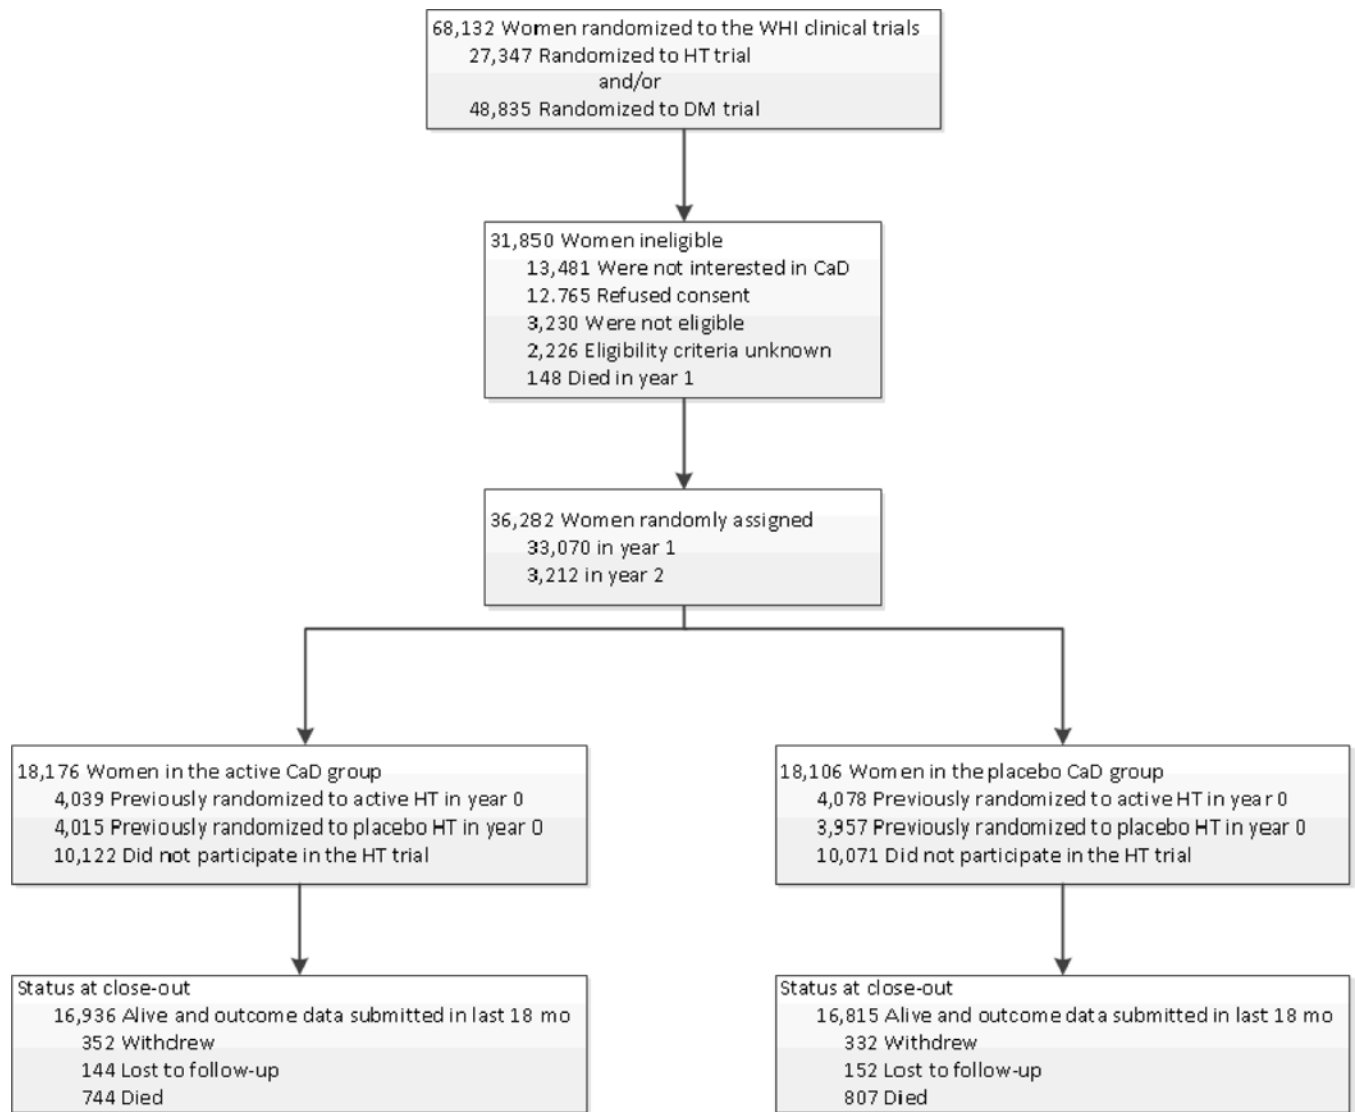 68,132 Women randomized to the WHI clinical trials
27,347 Randomized to HT trial
and/or
48,835 Randomized to DM trial
31,850 Women ineligible
13,481 Were not interested in CaD
12.765 Refused consent
3,230 Were not eligible
2,226 Eligibility criteria unknown
148 Died in year 1
36,282 Women randomly assigned
33,070 in year 1
3,212 in year 2
18,176 Women in the active CaD group
4,039 Previously randomized to active HT in year 0
4,015 Previously randomized to placebo HT in year 0
10,122 Did not participate in the HT trial
18,106 Women in the placebo CaD group
4,078 Previously randomized to active HT in year 0
3,957 Previously randomized to placebo HT in year 0
10,071 Did not participate in the HT trial
Status at close-out
16,936 Alive and outcome data submitted in last 18 mo
352 Withdrew
144 Lost to follow-up
744 Died
Status at close-out
16,815 Alive and outcome data submitted in last 18 mo
332 Withdrew
152 Lost to follow-up
807 Died